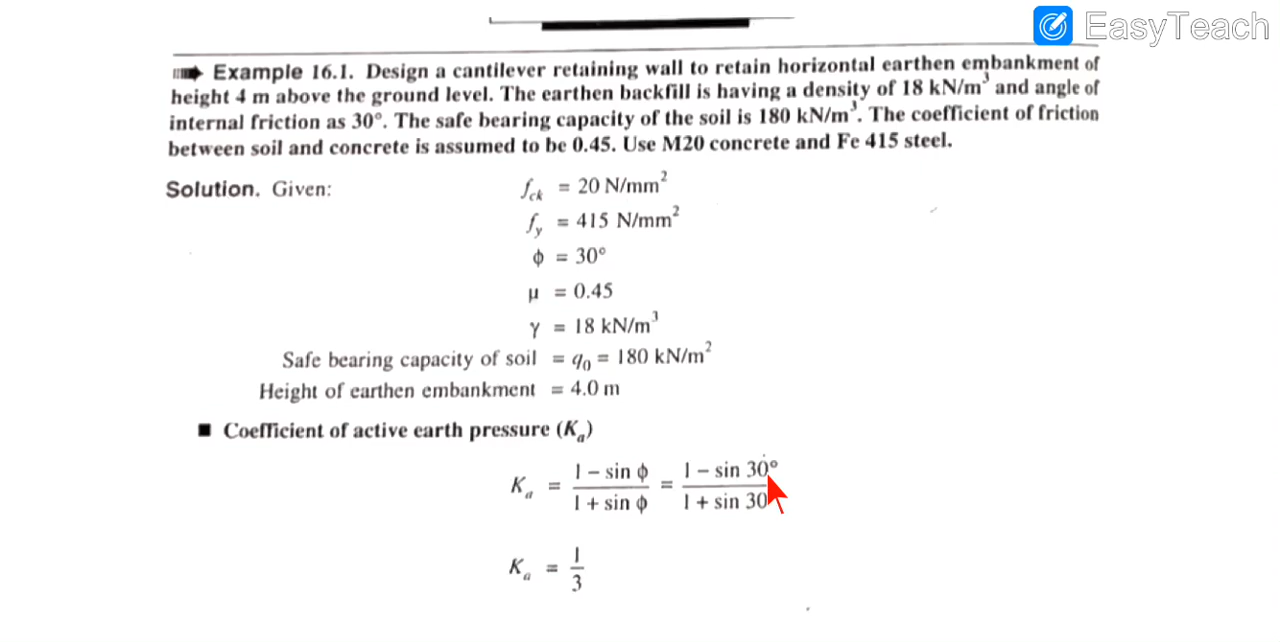 EasyTeach
Example 16.1. Design a cantilever retaining wall to retain horizontal earthen embankment of
height 4 m above the ground level. The earthen backfill is having a density of 18 kN/m³ and angle of
internal friction as 30°. The safe bearing capacity of the soil is 180 kN/m³. The coefficient of friction
between soil and concrete is assumed to be 0.45. Use M20 concrete and Fe 415 steel.
Solution. Given: f_ck = 20 N/mm²
f_y = 415 N/mm²
ϕ = 30°
μ = 0.45
γ = 18 kN/m³
Safe bearing capacity of soil = q₀ = 180 kN/m²
Height of earthen embankment = 4.0 m
■ Coefficient of active earth pressure (K_a)
K_a = (1 − sin ϕ)/(1 + sin ϕ) = (1 − sin 30°)/(1 + sin 30
K_a = 1/3